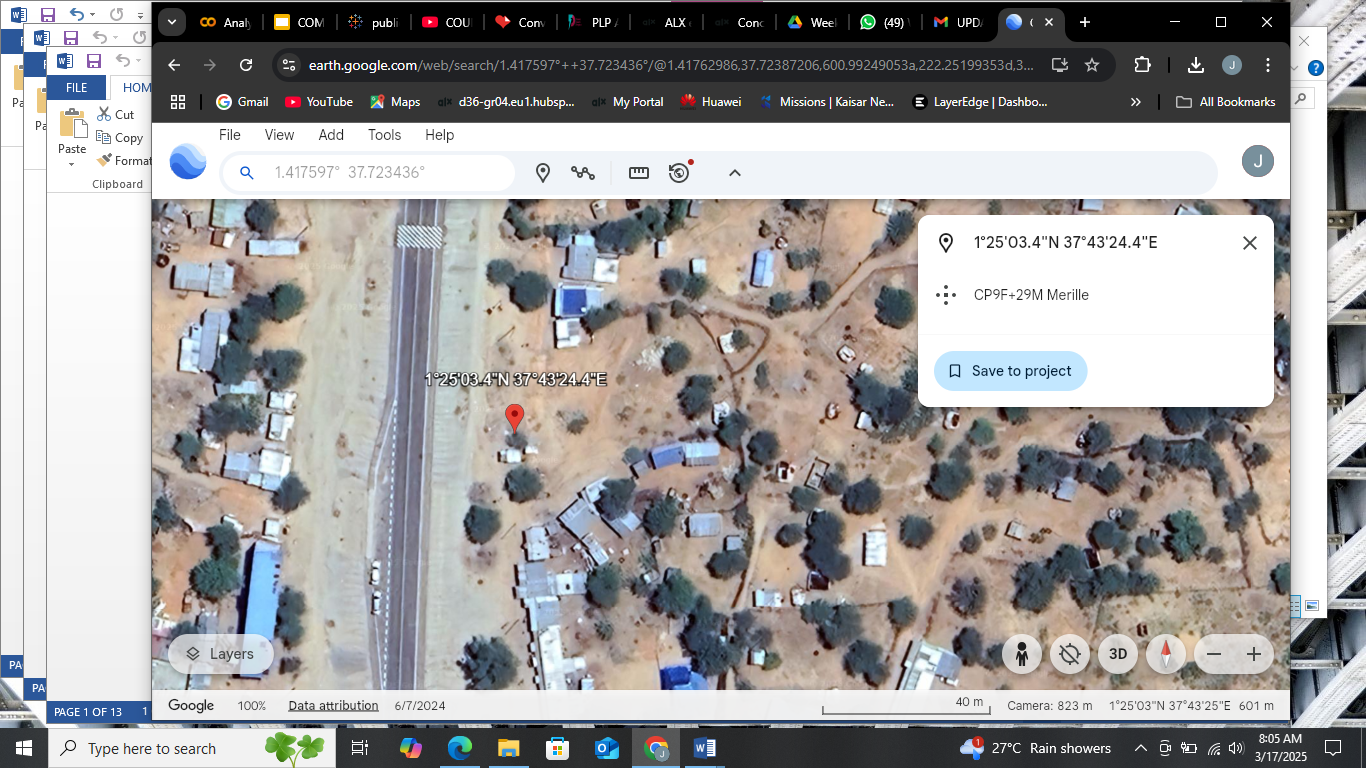 Analy
COM
publi
COU
Conv
PLP A
ALX c
Conc
Weel
(49) W
UPDA
G
earth.google.com/web/search/1.417597°++37.723436°/@1.41762986,37.72387206,600.99249053a,222.25199353d,3...
J
Gmail
YouTube
Maps
d36-gr04.eu1.hubsp...
My Portal
Huawei
Missions | Kaisar Ne...
LayerEdge | Dashbo...
»
All Bookmarks
FILE
HOM
Cut
Copy
Format
Paste
Clipboard
File View Add Tools Help
1.417597° 37.723436°
J
1°25'03.4"N 37°43'24.4"E
CP9F+29M Merille
Save to project
1°25'03.4"N 37°43'24.4"E
Layers
3D
Google 100% Data attribution 6/7/2024 40 m Camera: 823 m 1°25'03"N 37°43'25"E 601 m
PA
PA
PAGE 1 OF 13
Type here to search
1
27°C Rain showers
8:05 AM
3/17/2025